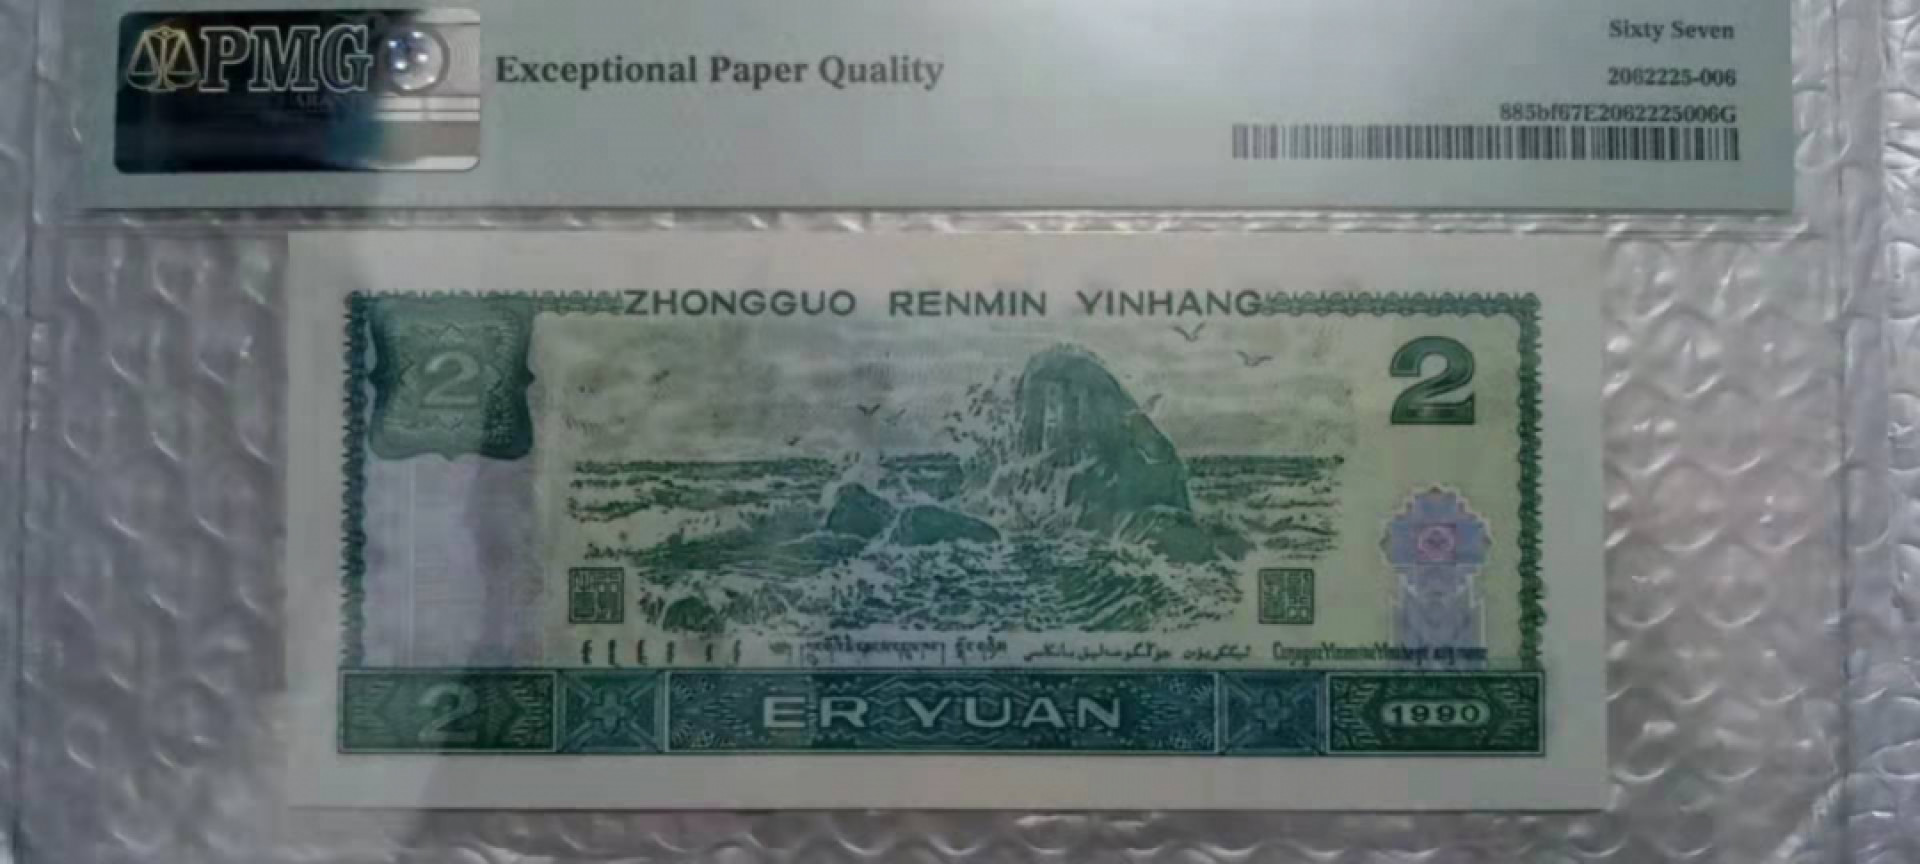 PMG
Exceptional Paper Quality
Sixty Seven
2062225-006
885bf67E2062225006G
ZHONGGUO RENMIN YINHANG
2
2
2
ER YUAN
1990